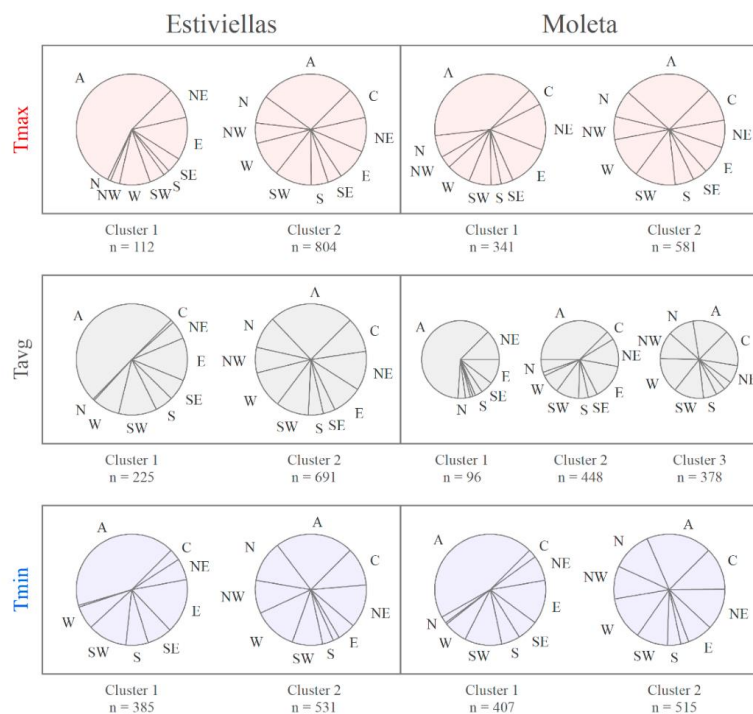 Estiviellas
Moleta
Tmax
A
NE
E
SE
S
SW
W
NW
N
Cluster 1
n = 112
A
C
NE
E
SE
S
SW
W
NW
N
Cluster 2
n = 804
A
C
NE
E
SE
S
SW
W
NW
N
Cluster 1
n = 341
A
C
NE
E
SE
S
SW
W
NW
N
Cluster 2
n = 581
Tavg
A
C
NE
E
SE
S
SW
W
N
Cluster 1
n = 225
A
C
NE
E
SE
S
SW
W
NW
N
Cluster 2
n = 691
A
NE
E
SE
S
N
Cluster 1
n = 96
A
C
NE
E
SE
S
SW
W
N
Cluster 2
n = 448
A
C
S
SW
W
NW
N
Cluster 3
n = 378
Tmin
A
C
NE
E
SE
S
SW
W
Cluster 1
n = 385
A
C
NE
E
S
SW
W
NW
N
Cluster 2
n = 531
A
C
NE
E
SE
S
SW
W
N
Cluster 1
n = 407
A
C
NE
E
S
SW
W
NW
N
Cluster 2
n = 515